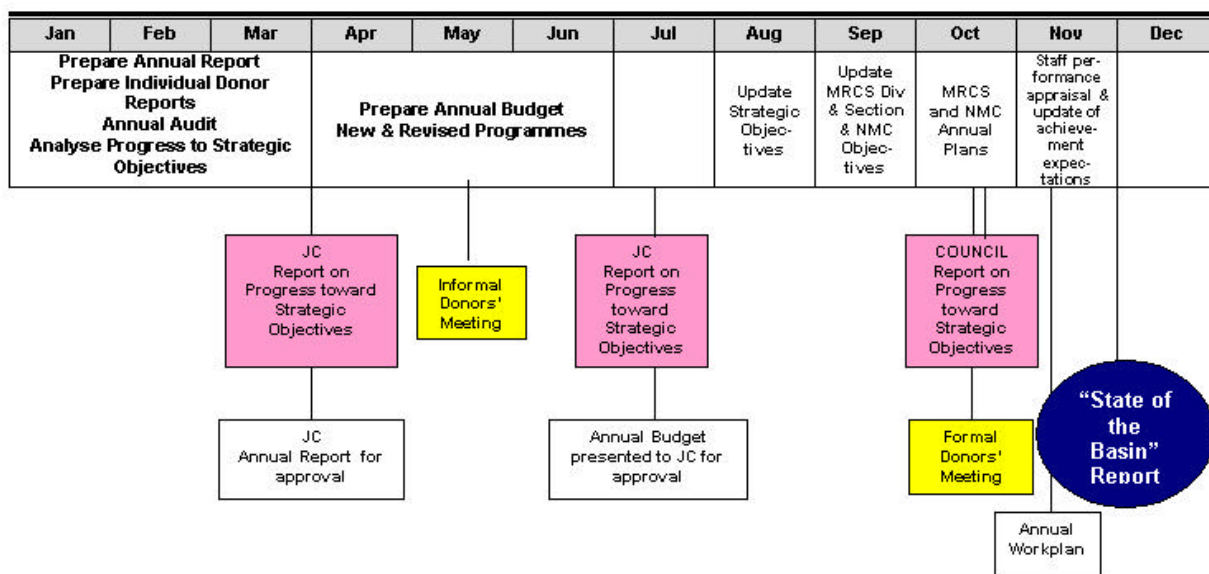 Jan Feb Mar Apr May Jun Jul Aug Sep Oct Nov Dec
Prepare Annual Report
Prepare Individual Donor
Reports
Annual Audit
Analyse Progress to Strategic
Objectives
Prepare Annual Budget
New & Revised Programmes
Update
Strategic
Objec-
tives
Update
MRCS Div
& Section
& NMC
Objec-
tives
MRCS
and NMC
Annual
Plans
Staff per-
formance
appraisal &
update of
achieve-
ment
expec-
tations
JC
Report on
Progress toward
Strategic
Objectives
Informal
Donors'
Meeting
JC
Report on
Progress
toward
Strategic
Objectives
COUNCIL
Report on
Progress
toward
Strategic
Objectives
JC
Annual Report for
approval
Annual Budget
presented to JC for
approval
Formal
Donors'
Meeting
“State of
the
Basin”
Report
Annual
Workplan